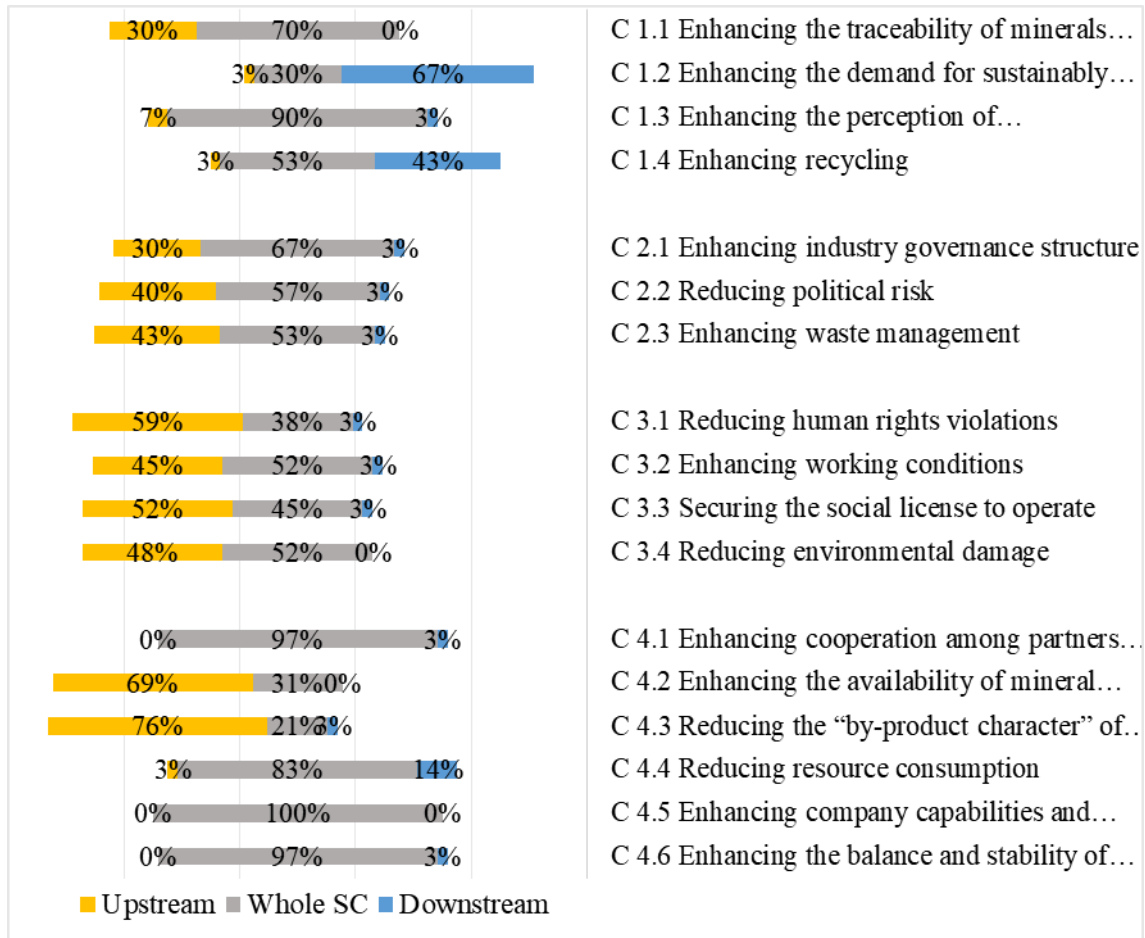 30% 70% 0% C 1.1 Enhancing the traceability of minerals…
3% 30% 67% C 1.2 Enhancing the demand for sustainably…
7% 90% 3% C 1.3 Enhancing the perception of…
3% 53% 43% C 1.4 Enhancing recycling
30% 67% 3% C 2.1 Enhancing industry governance structure
40% 57% 3% C 2.2 Reducing political risk
43% 53% 3% C 2.3 Enhancing waste management
59% 38% 3% C 3.1 Reducing human rights violations
45% 52% 3% C 3.2 Enhancing working conditions
52% 45% 3% C 3.3 Securing the social license to operate
48% 52% 0% C 3.4 Reducing environmental damage
0% 97% 3% C 4.1 Enhancing cooperation among partners…
69% 31% 0% C 4.2 Enhancing the availability of mineral…
76% 21% 3% C 4.3 Reducing the “by-product character” of…
3% 83% 14% C 4.4 Reducing resource consumption
0% 100% 0% C 4.5 Enhancing company capabilities and…
0% 97% 3% C 4.6 Enhancing the balance and stability of…
Upstream Whole SC Downstream